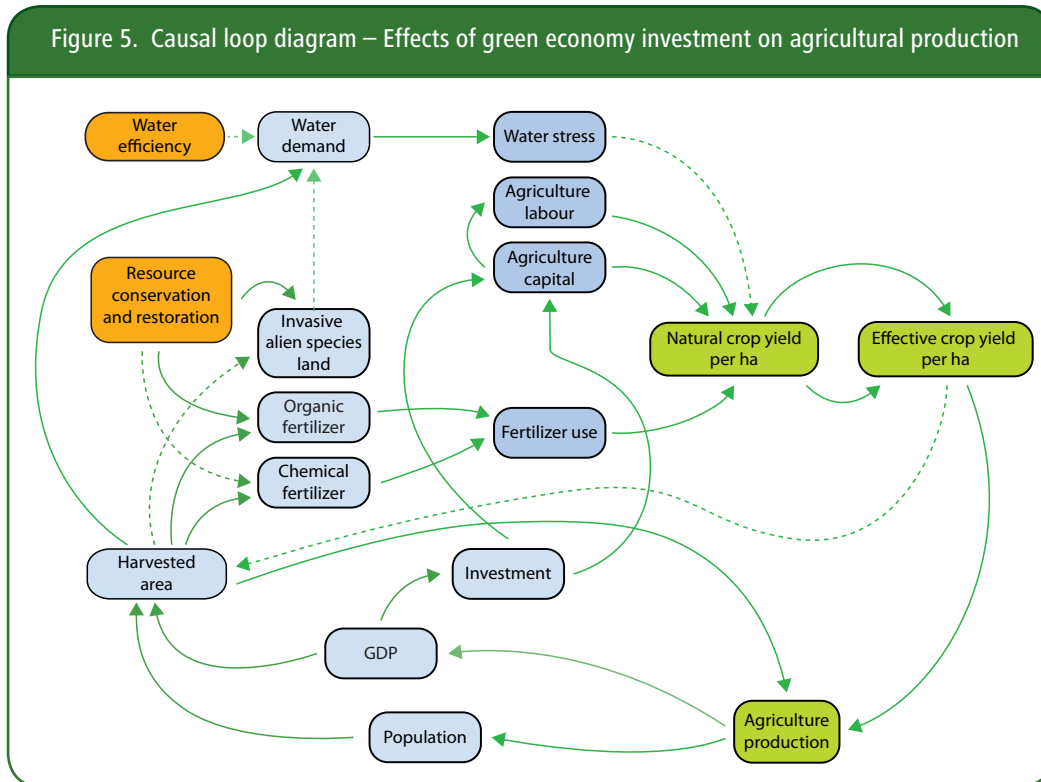 Figure 5. Causal loop diagram – Effects of green economy investment on agricultural production
Water
efficiency
Water
demand
Water stress
Agriculture
labour
Agriculture
capital
Resource
conservation
and restoration
Invasive
alien species
land
Natural crop yield
per ha
Effective crop yield
per ha
Organic
fertilizer
Fertilizer use
Chemical
fertilizer
Harvested
area
Investment
GDP
Population
Agriculture
production